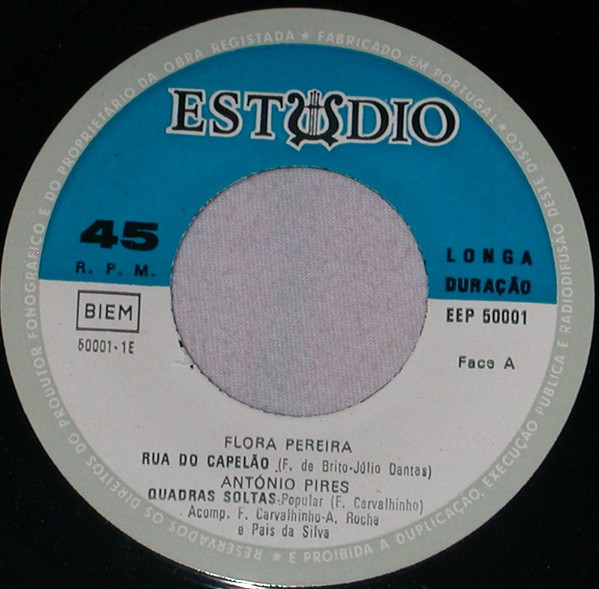 RESERVADOS OS DIREITOS DO PRODUTOR FONOGRÁFICO E DO PROPRIETÁRIO DA OBRA REGISTADA ★ FABRICADO EM PORTUGAL ★
É PROIBIDA A DUPLICAÇÃO, EXECUÇÃO PÚBLICA E RADIODIFUSÃO DESTE DISCO ★
ESTUDIO
45
R. P. M.
LONGA
DURAÇÃO
BIEM
EEP 50001
50001-1E
Face A
FLORA PEREIRA
RUA DO CAPELÃO (F. de Brito-Júlio Dantas)
ANTÓNIO PIRES
QUADRAS SOLTAS-Popular (F. Carvalhinho)
Acomp. F. Carvalhinho-A. Rocha
e Pais da Silva